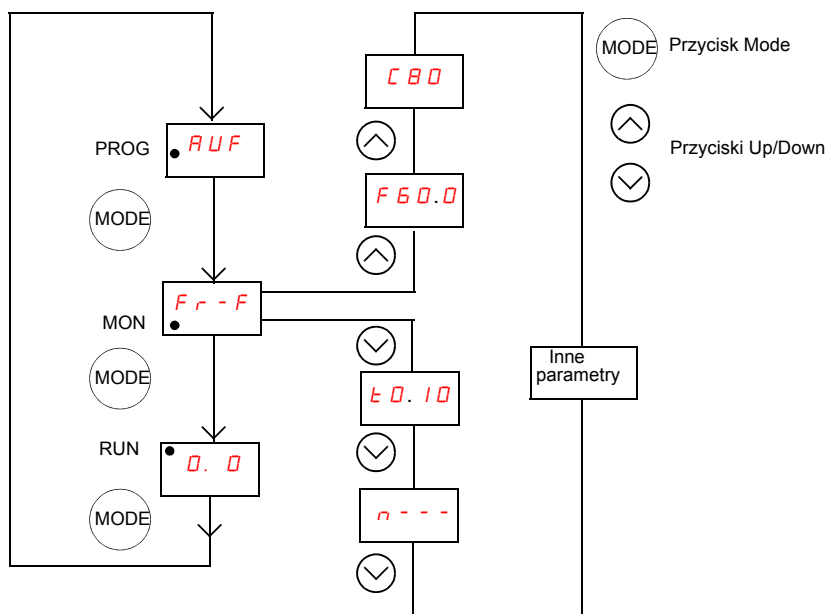 MODE Przycisk Mode
C80
PROG AUF
Przyciski Up/Down
MODE
F60.0
Fr-F
MON
MODE
Inne
parametry
t0.10
RUN 0.0
MODE
n---